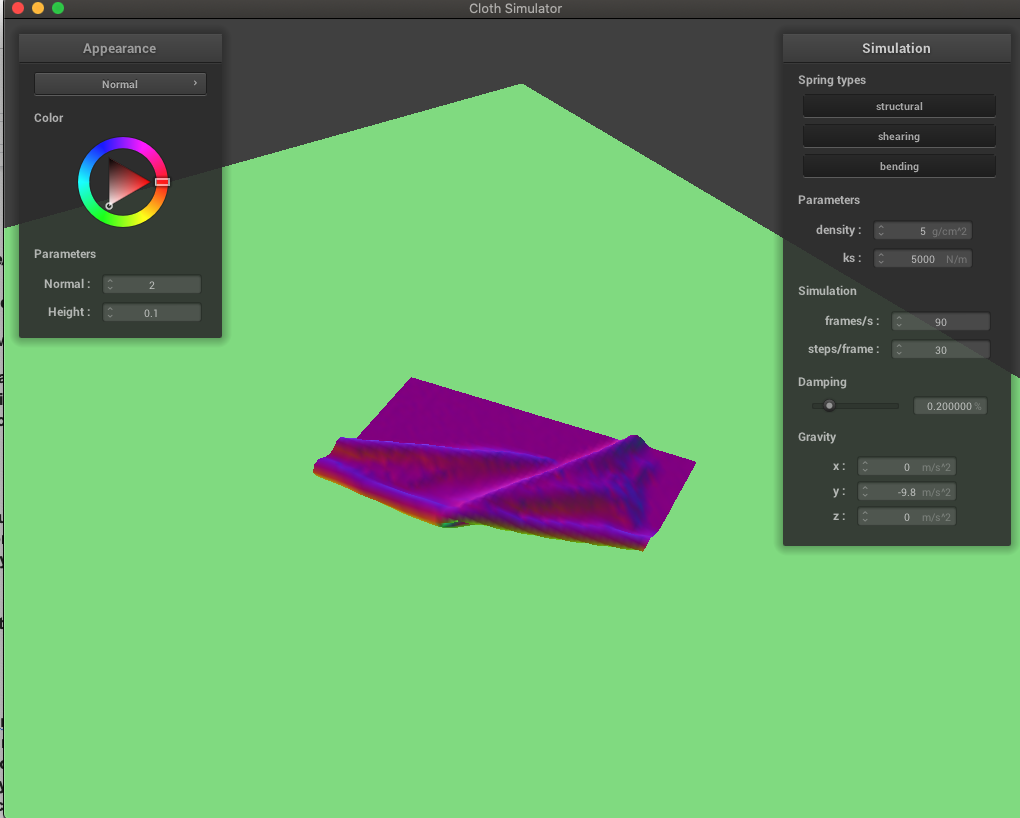 Cloth Simulator
Appearance
Normal
Color
Parameters
Normal : 2
Height : 0.1
Simulation
Spring types
structural
shearing
bending
Parameters
density : 5 g/cm^2
ks : 5000 N/m
Simulation
frames/s : 90
steps/frame : 30
Damping
0.200000 %
Gravity
x : 0 m/s^2
y : -9.8 m/s^2
z : 0 m/s^2